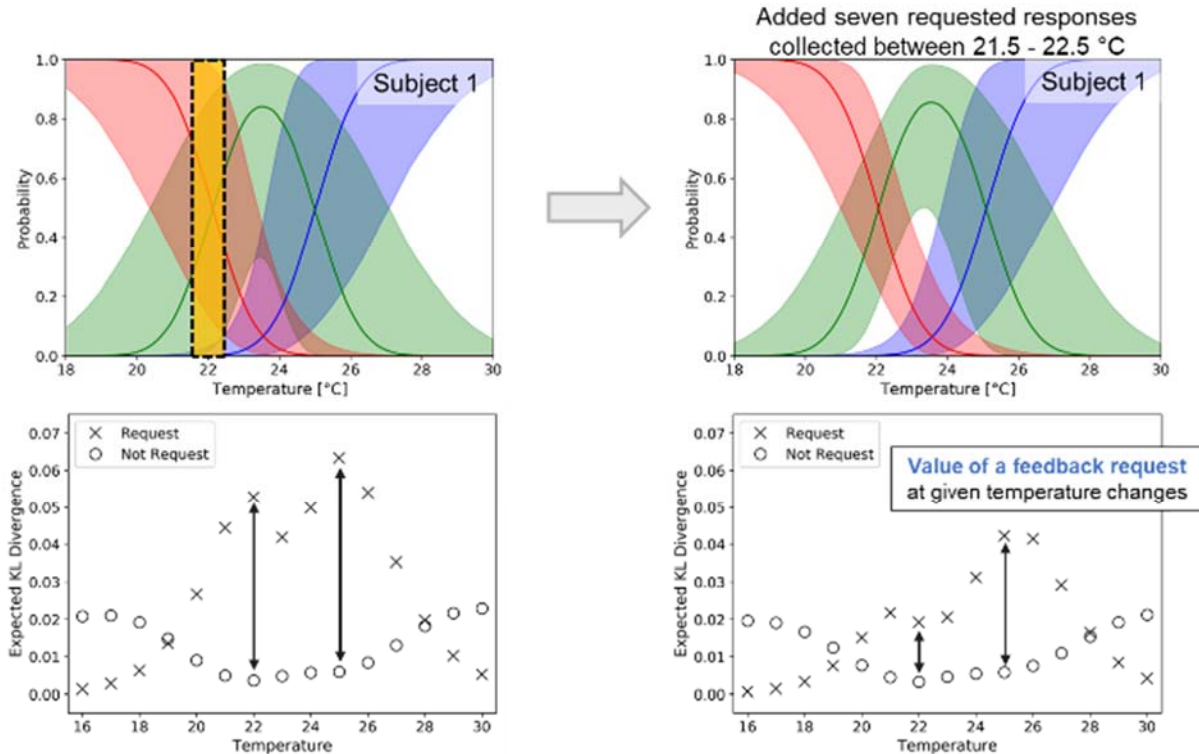 Added seven requested responses
collected between 21.5 - 22.5 °C
1.0
0.8
0.6
0.4
0.2
0.0
Probability
Subject 1
18 20 22 24 26 28 30
Temperature [°C]
1.0
0.8
0.6
0.4
0.2
0.0
Probability
Subject 1
18 20 22 24 26 28 30
Temperature [°C]
0.07
0.06
0.05
0.04
0.03
0.02
0.01
0.00
Expected KL Divergence
Request
Not Request
16 18 20 22 24 26 28 30
Temperature
0.07
0.06
0.05
0.04
0.03
0.02
0.01
0.00
Expected KL Divergence
Request
Not Request
Value of a feedback request
at given temperature changes
16 18 20 22 24 26 28 30
Temperature